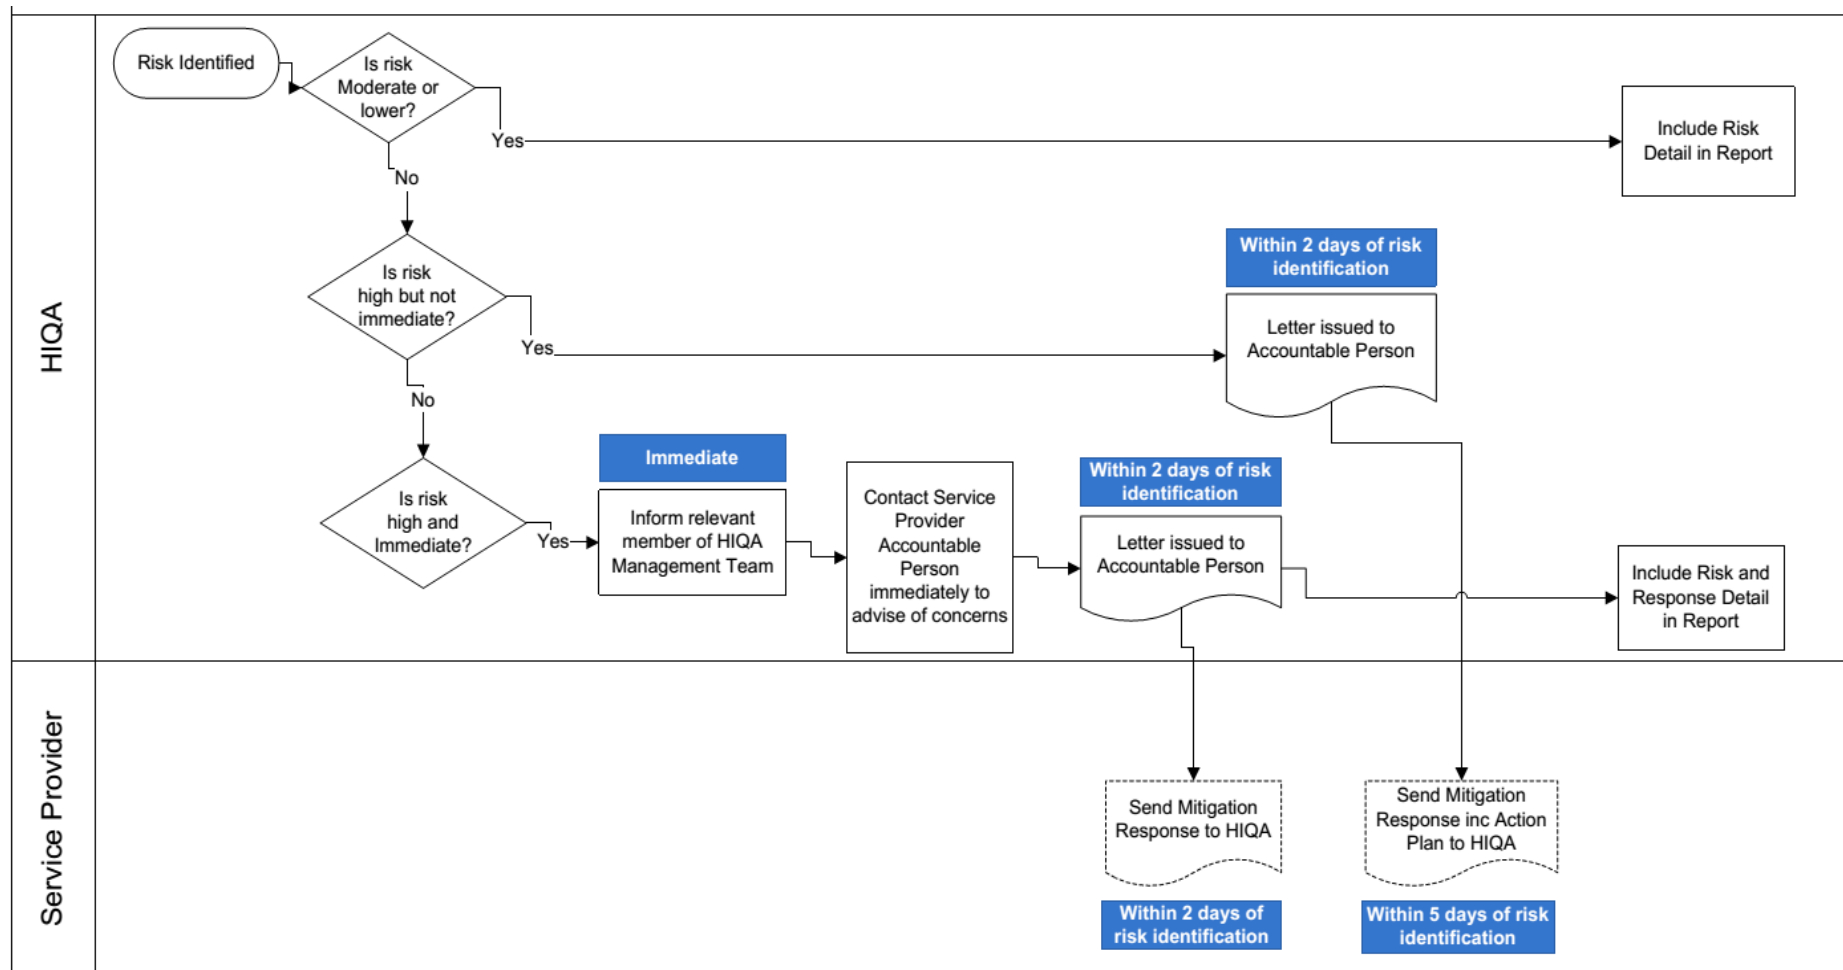 HIQA
Risk Identified
Is risk
Moderate or
lower?
Yes
Include Risk
Detail in Report
No
Is risk
high but not
immediate?
Yes
Within 2 days of risk
identification
Letter issued to
Accountable Person
No
Is risk
high and
Immediate?
Yes
Immediate
Inform relevant
member of HIQA
Management Team
Contact Service
Provider
Accountable
Person
immediately to
advise of concerns
Within 2 days of risk
identification
Letter issued to
Accountable Person
Include Risk and
Response Detail
in Report
Service Provider
Send Mitigation
Response to HIQA
Within 2 days of
risk identification
Send Mitigation
Response inc Action
Plan to HIQA
Within 5 days of risk
identification